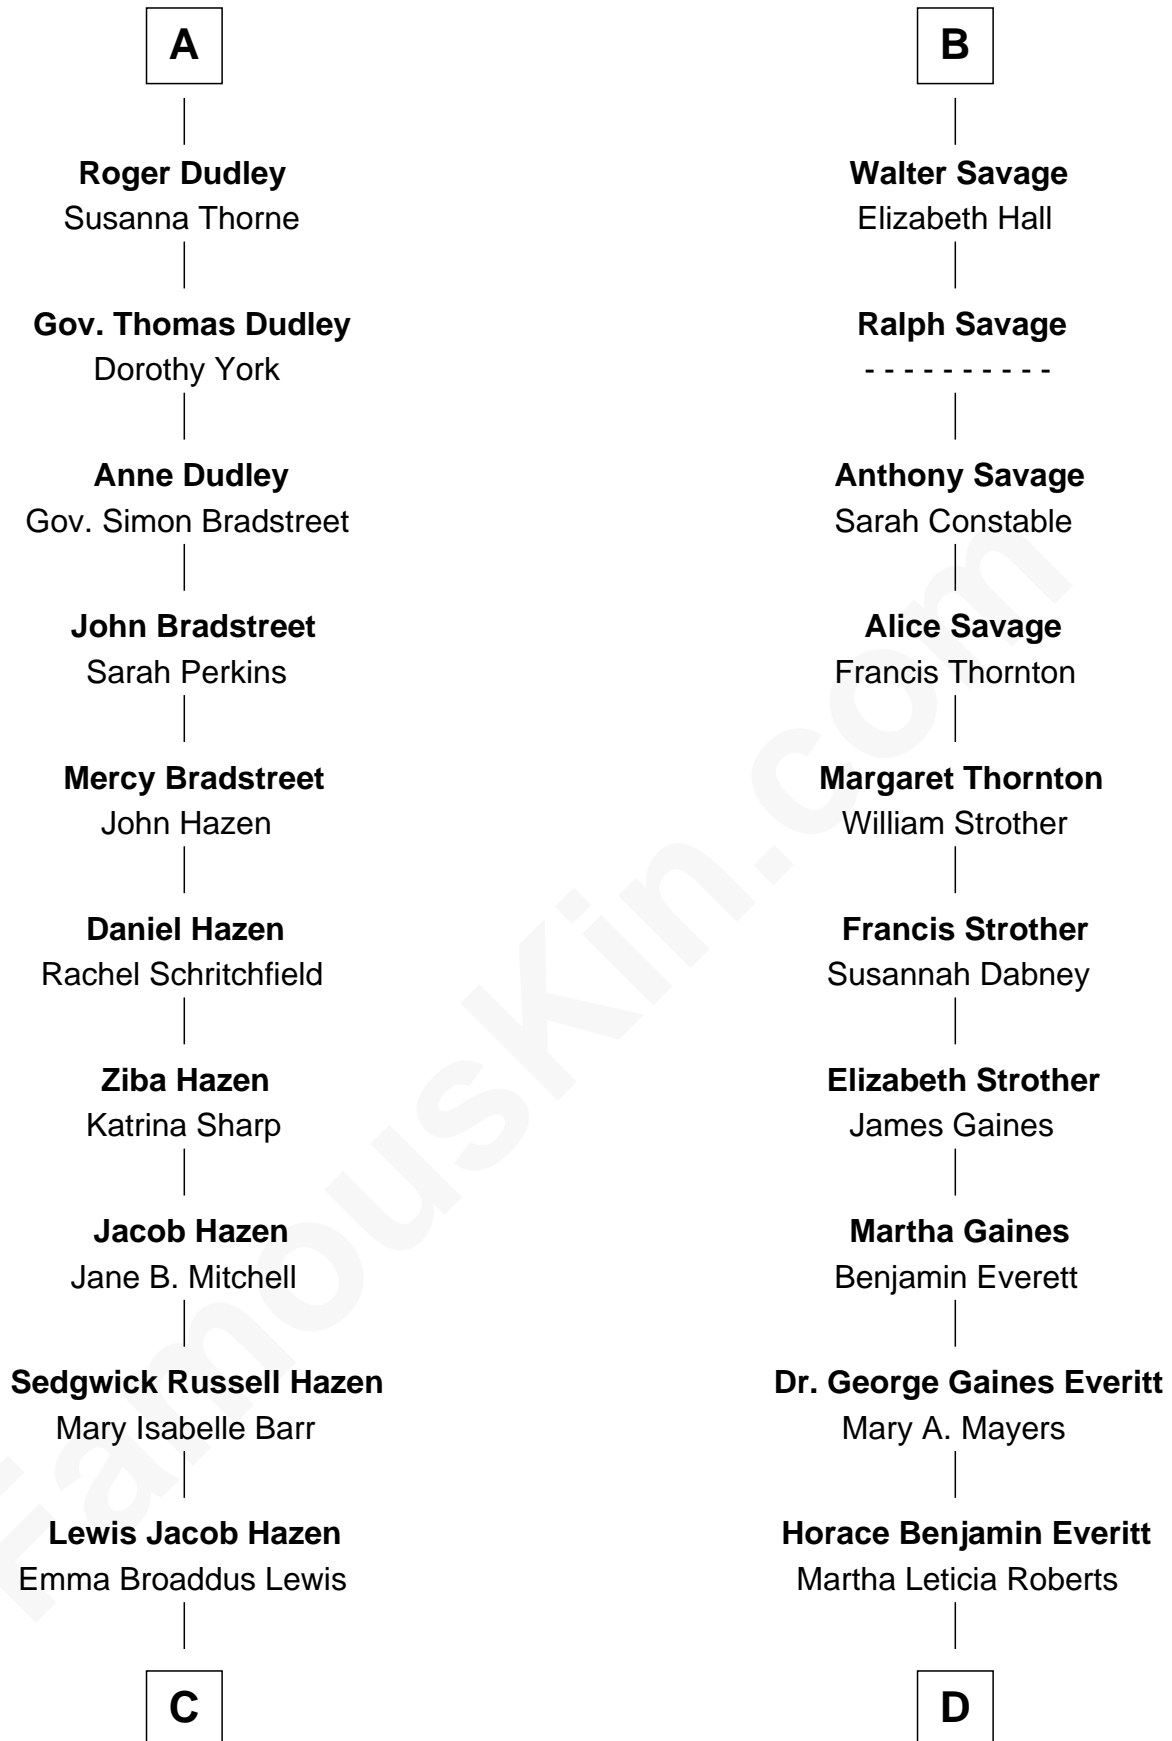 A
Roger Dudley
Susanna Thorne
Gov. Thomas Dudley
Dorothy York
Anne Dudley
Gov. Simon Bradstreet
John Bradstreet
Sarah Perkins
Mercy Bradstreet
John Hazen
Daniel Hazen
Rachel Schritchfield
Ziba Hazen
Katrina Sharp
Jacob Hazen
Jane B. Mitchell
Sedgwick Russell Hazen
Mary Isabelle Barr
Lewis Jacob Hazen
Emma Broaddus Lewis
C
B
Walter Savage
Elizabeth Hall
Ralph Savage
- - - - - - - - - -
Anthony Savage
Sarah Constable
Alice Savage
Francis Thornton
Margaret Thornton
William Strother
Francis Strother
Susannah Dabney
Elizabeth Strother
James Gaines
Martha Gaines
Benjamin Everett
Dr. George Gaines Everitt
Mary A. Mayers
Horace Benjamin Everitt
Martha Leticia Roberts
D
FamousKin.com